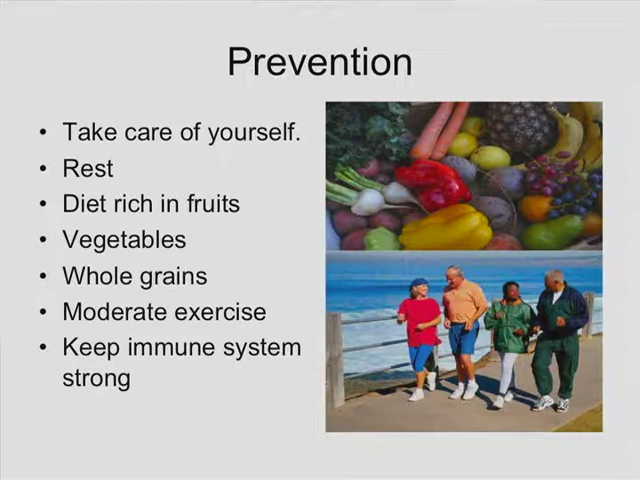 Prevention
• Take care of yourself.
• Rest
• Diet rich in fruits
• Vegetables
• Whole grains
• Moderate exercise
• Keep immune system
strong